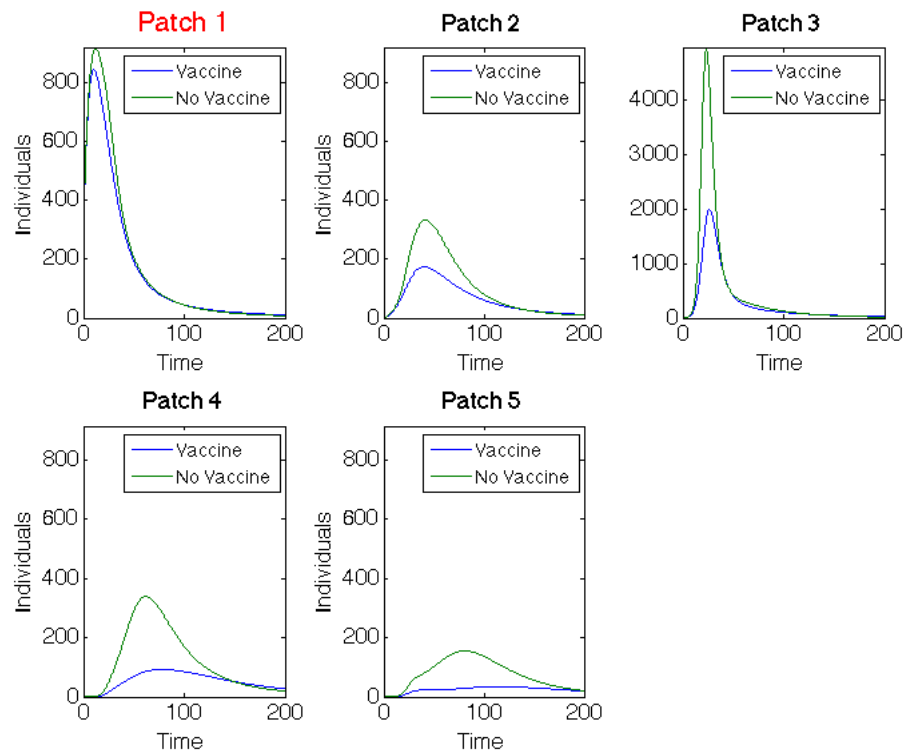 Patch 1
Vaccine
No Vaccine
Individuals
800
600
400
200
0
0 100 200
Time
Patch 2
Vaccine
No Vaccine
Individuals
800
600
400
200
0
0 100 200
Time
Patch 3
Vaccine
No Vaccine
Individuals
4000
3000
2000
1000
0
0 100 200
Time
Patch 4
Vaccine
No Vaccine
Individuals
800
600
400
200
0
0 100 200
Time
Patch 5
Vaccine
No Vaccine
Individuals
800
600
400
200
0
0 100 200
Time